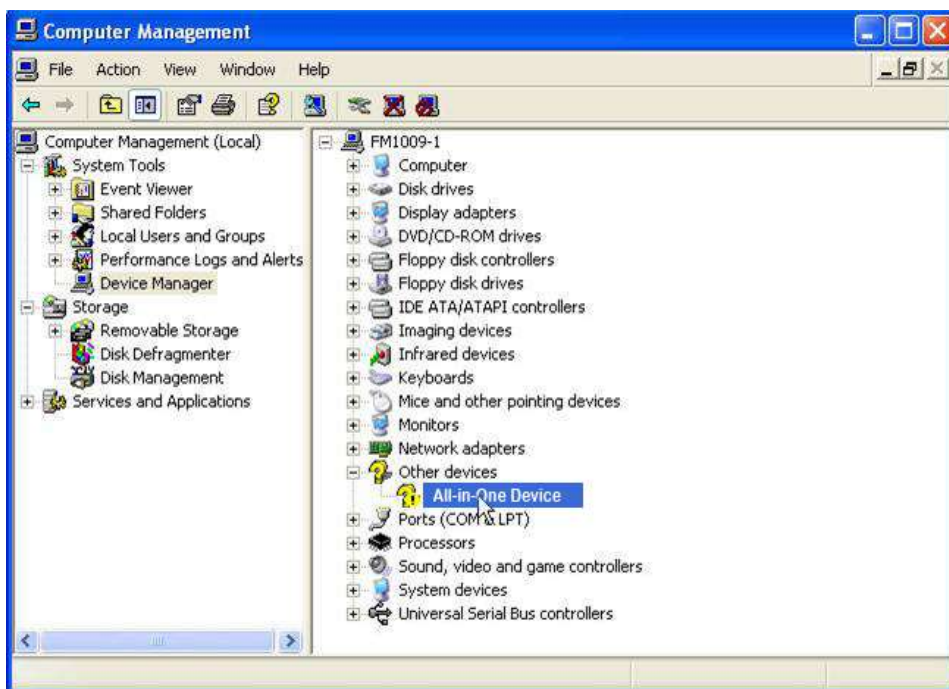 Computer Management
File Action View Window Help
Computer Management (Local)
System Tools
Event Viewer
Shared Folders
Local Users and Groups
Performance Logs and Alerts
Device Manager
Storage
Removable Storage
Disk Defragmenter
Disk Management
Services and Applications
FM1009-1
Computer
Disk drives
Display adapters
DVD/CD-ROM drives
Floppy disk controllers
Floppy disk drives
IDE ATA/ATAPI controllers
Imaging devices
Infrared devices
Keyboards
Mice and other pointing devices
Monitors
Network adapters
Other devices
All-in-One Device
Ports (COM & LPT)
Processors
Sound, video and game controllers
System devices
Universal Serial Bus controllers